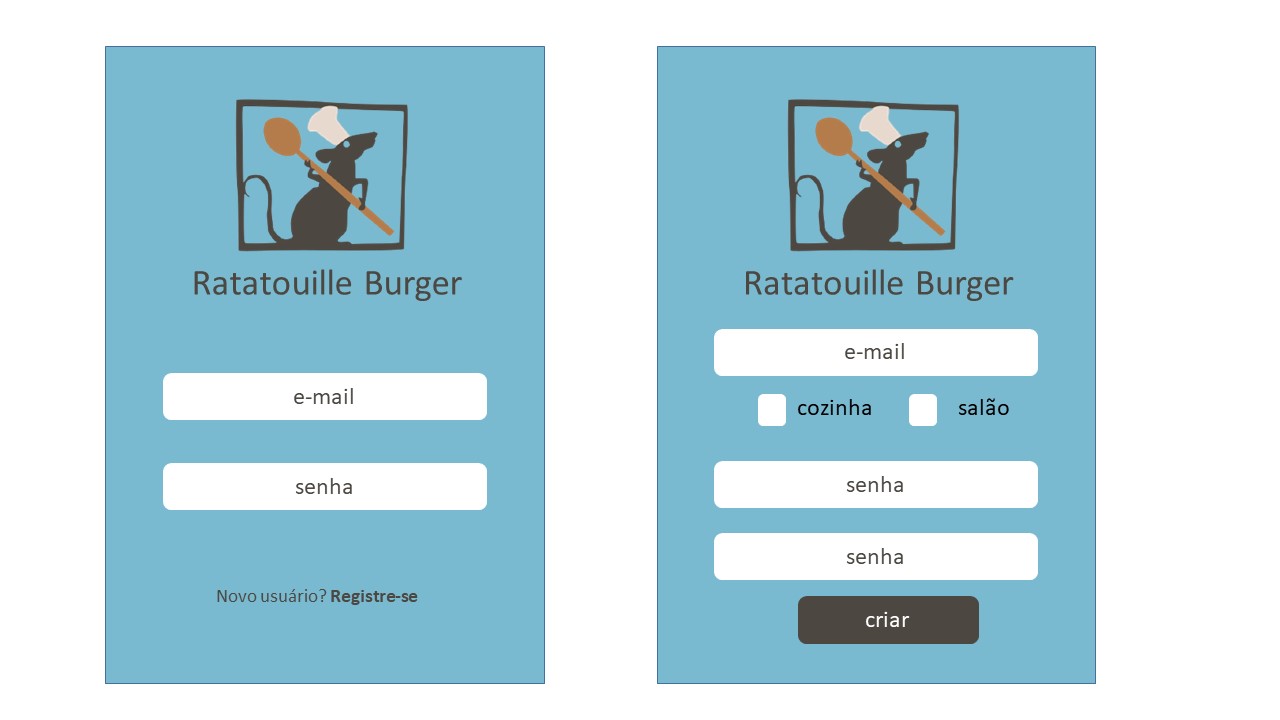 Ratatouille Burger
e-mail
senha
Novo usuário? Registre-se
Ratatouille Burger
e-mail
cozinha salão
senha
senha
criar